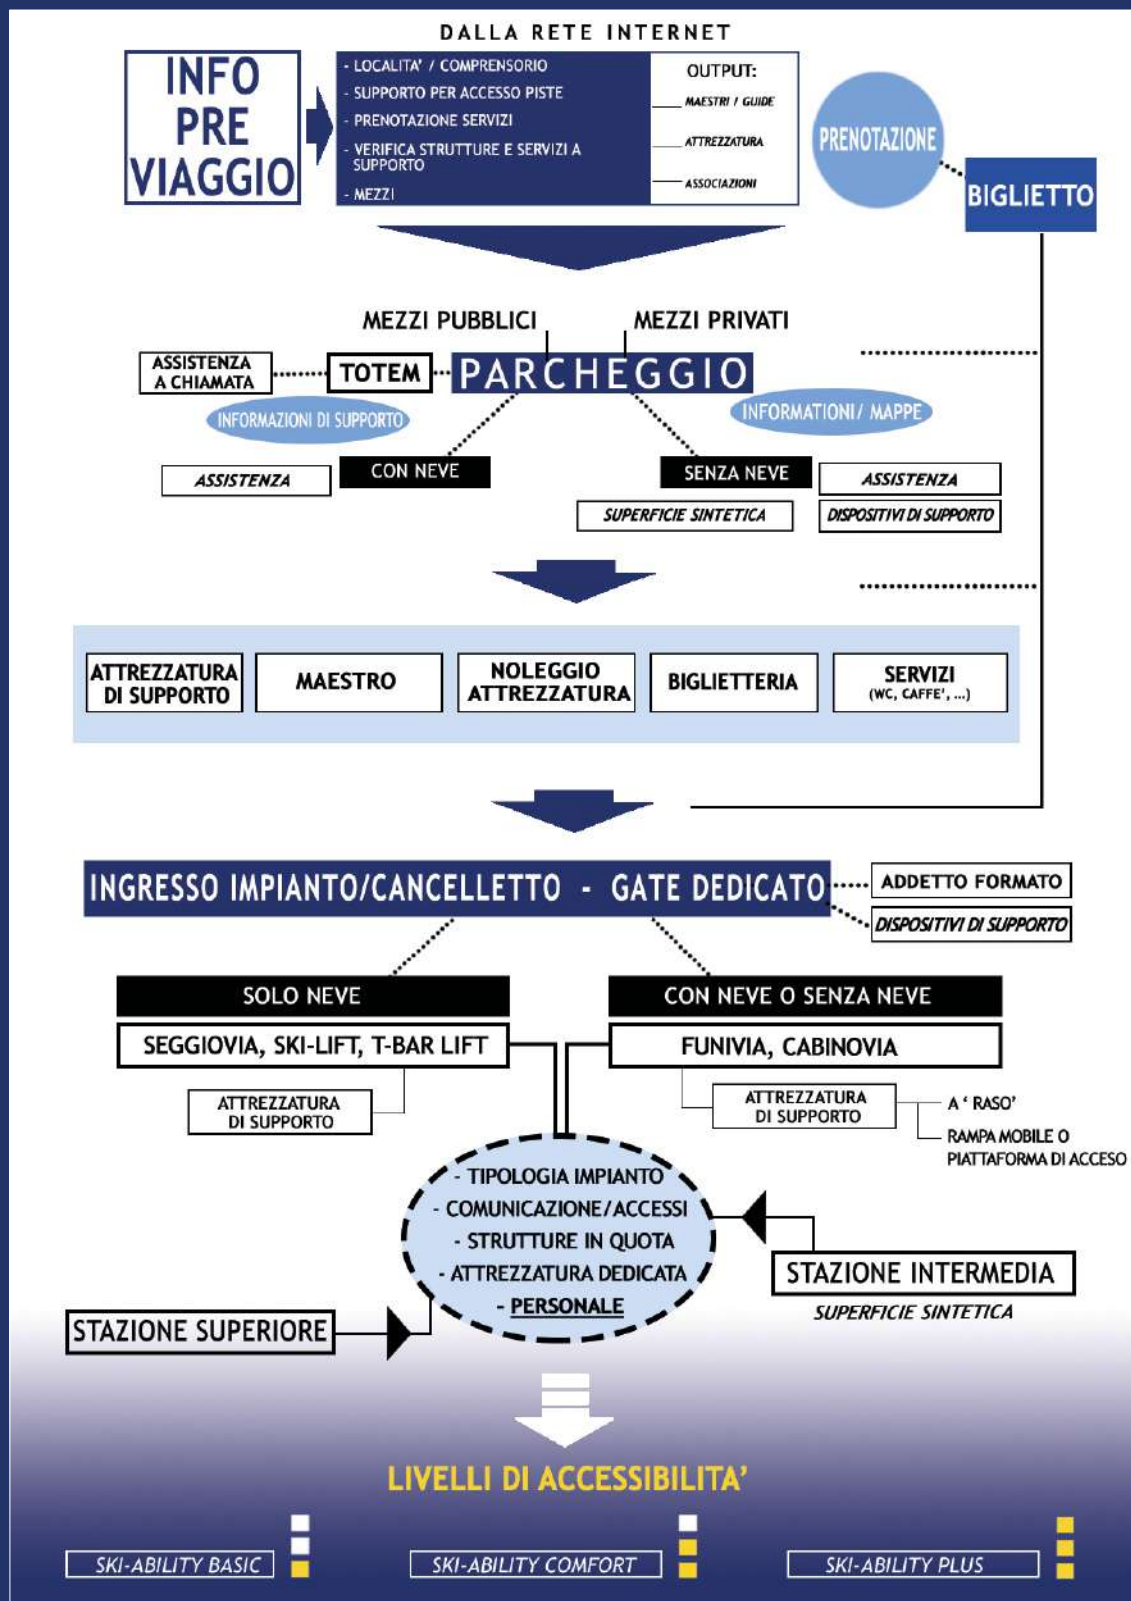 DALLA RETE INTERNET
INFO
PRE
VIAGGIO
- LOCALITA' / COMPRENSORIO
- SUPPORTO PER ACCESSO PISTE
- PRENOTAZIONE SERVIZI
- VERIFICA STRUTTURE E SERVIZI A
SUPPORTO
- MEZZI
OUTPUT:
MAESTRI / GUIDE
ATTREZZATURA
ASSOCIAZIONI
PRENOTAZIONE
BIGLIETTO
MEZZI PUBBLICI
MEZZI PRIVATI
ASSISTENZA
A CHIAMATA
TOTEM
PARCHEGGIO
INFORMAZIONI DI SUPPORTO
INFORMATIONI/ MAPPE
ASSISTENZA
CON NEVE
SENZA NEVE
ASSISTENZA
SUPERFICIE SINTETICA
DISPOSITIVI DI SUPPORTO
ATTREZZATURA
DI SUPPORTO
MAESTRO
NOLEGGIO
ATTREZZATURA
BIGLIETTERIA
SERVIZI
(WC, CAFFE', ...)
INGRESSO IMPIANTO/CANCELLETTO - GATE DEDICATO
ADDETTO FORMATO
DISPOSITIVI DI SUPPORTO
SOLO NEVE
CON NEVE O SENZA NEVE
SEGGIOVIA, SKI-LIFT, T-BAR LIFT
FUNIVIA, CABINOVIA
ATTREZZATURA
DI SUPPORTO
ATTREZZATURA
DI SUPPORTO
A ' RASO'
RAMPA MOBILE O
PIATTAFORMA DI ACCESO
- TIPOLOGIA IMPIANTO
- COMUNICAZIONE/ACCESSI
- STRUTTURE IN QUOTA
- ATTREZZATURA DEDICATA
- PERSONALE
STAZIONE INTERMEDIA
SUPERFICIE SINTETICA
STAZIONE SUPERIORE
LIVELLI DI ACCESSIBILITA'
SKI-ABILITY BASIC
SKI-ABILITY COMFORT
SKI-ABILITY PLUS